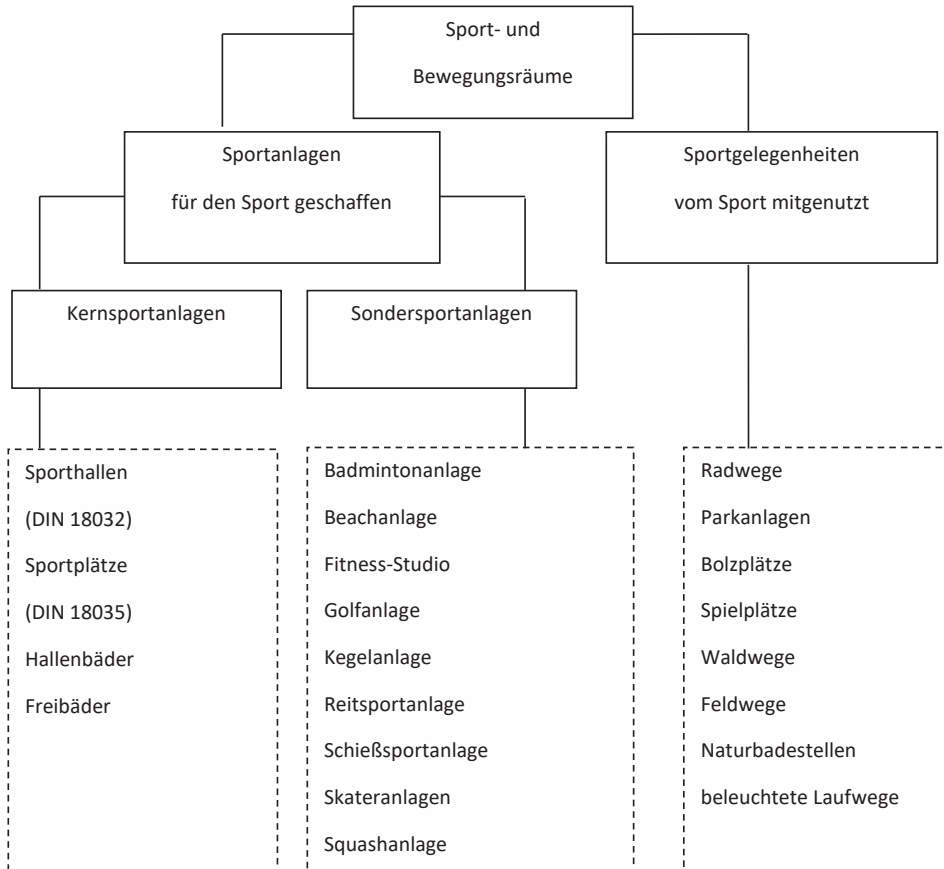 Sport- und
Bewegungsräume
Sportanlagen
für den Sport geschaffen
Sportgelegenheiten
vom Sport mitgenutzt
Kernsportanlagen
Sondersportanlagen
Sporthallen
(DIN 18032)
Sportplätze
(DIN 18035)
Hallenbäder
Freibäder
Badmintonanlage
Beachanlage
Fitness-Studio
Golfanlage
Kegelanlage
Reitsportanlage
Schießsportanlage
Skateranlagen
Squashanlage
Radwege
Parkanlagen
Bolzplätze
Spielplätze
Waldwege
Feldwege
Naturbadestellen
beleuchtete Laufwege